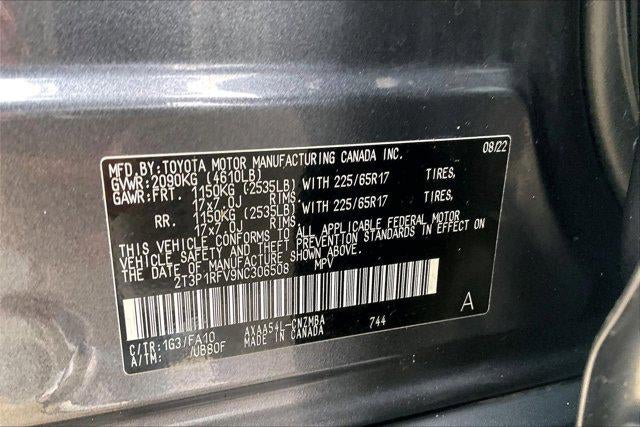 MFD. BY: TOYOTA MOTOR MANUFACTURING CANADA INC. 08/22
GVWR: 2090KG (4610LB)
GAWR: FRT. 1150KG (2535LB) WITH 225/65R17 TIRES,
17x7.0J RIMS,
RR. 1150KG (2535LB) WITH 225/65R17 TIRES,
17x7.0J RIMS,
THIS VEHICLE CONFORMS TO ALL APPLICABLE FEDERAL MOTOR
VEHICLE SAFETY AND THEFT PREVENTION STANDARDS IN EFFECT ON
THE DATE OF MANUFACTURE SHOWN ABOVE.
2T3P1RFV9NC306508 MPV
A
C/TR: 1G3/FA10 AXAA54L-CNZMBA 744
A/TM: /UB80F MADE IN CANADA